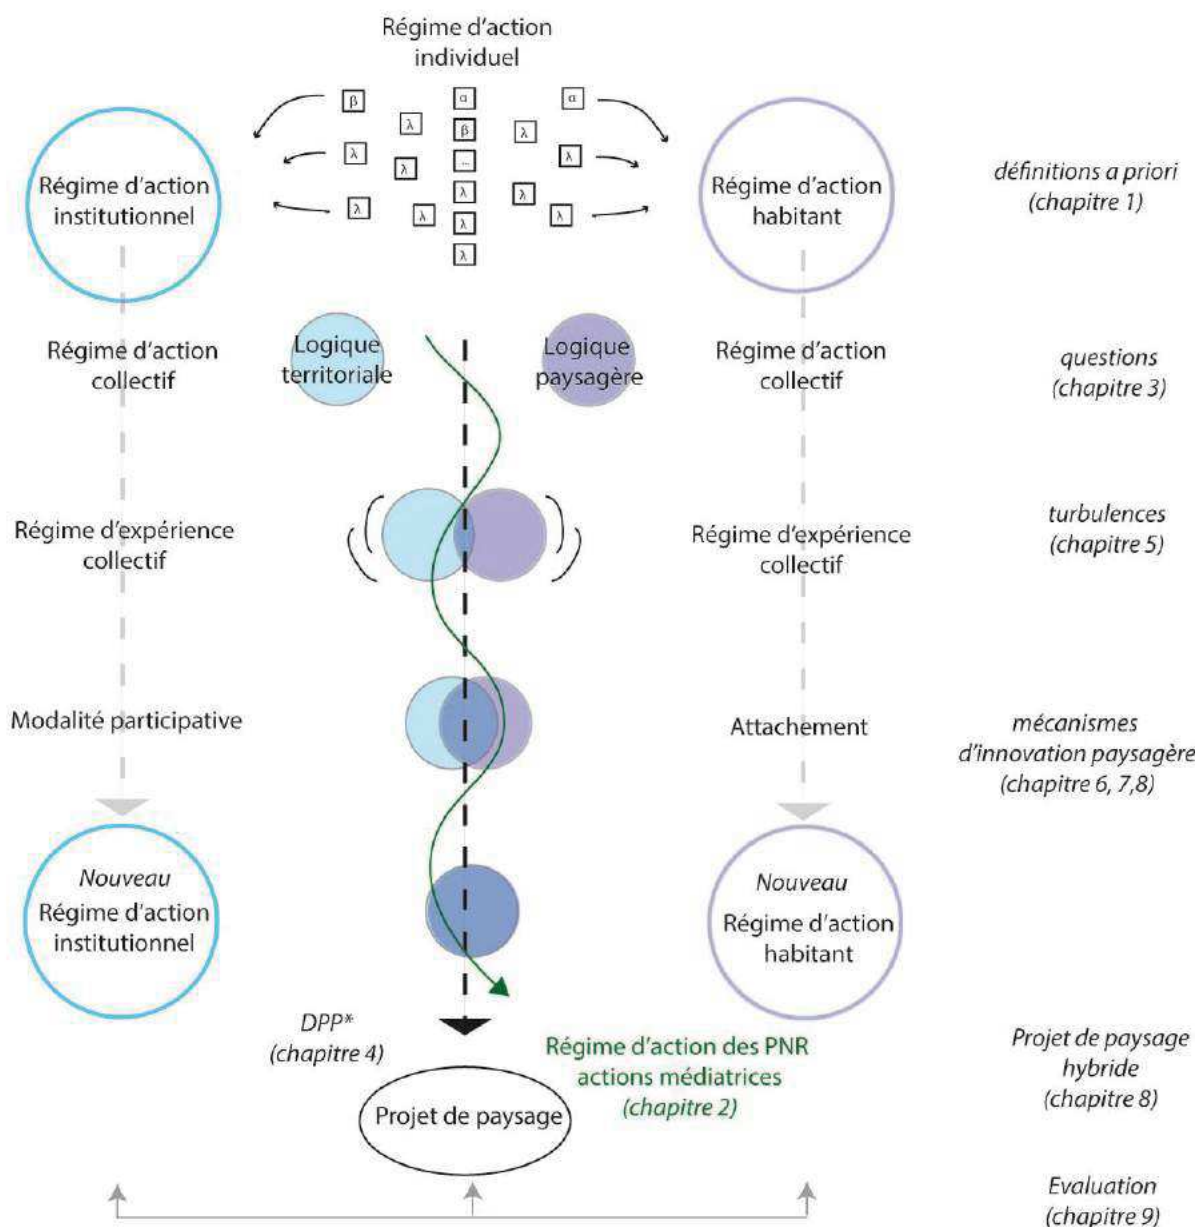 Régime d'action
individuel
β
α
α
λ
β
λ
λ
λ
...
λ
λ
λ
λ
λ
λ
λ
λ
λ
Régime d'action
institutionnel
Régime d'action
habitant
définitions a priori
(chapitre 1)
Régime d'action
collectif
Logique
territoriale
Logique
paysagère
Régime d'action
collectif
questions
(chapitre 3)
Régime d'expérience
collectif
Régime d'expérience
collectif
turbulences
(chapitre 5)
Modalité participative
Attachement
mécanismes
d'innovation paysagère
(chapitre 6, 7,8)
Nouveau
Régime d'action
institutionnel
Nouveau
Régime d'action
habitant
DPP*
(chapitre 4)
Régime d'action des PNR
actions médiatrices
(chapitre 2)
Projet de paysage
hybride
(chapitre 8)
Projet de paysage
Evaluation
(chapitre 9)